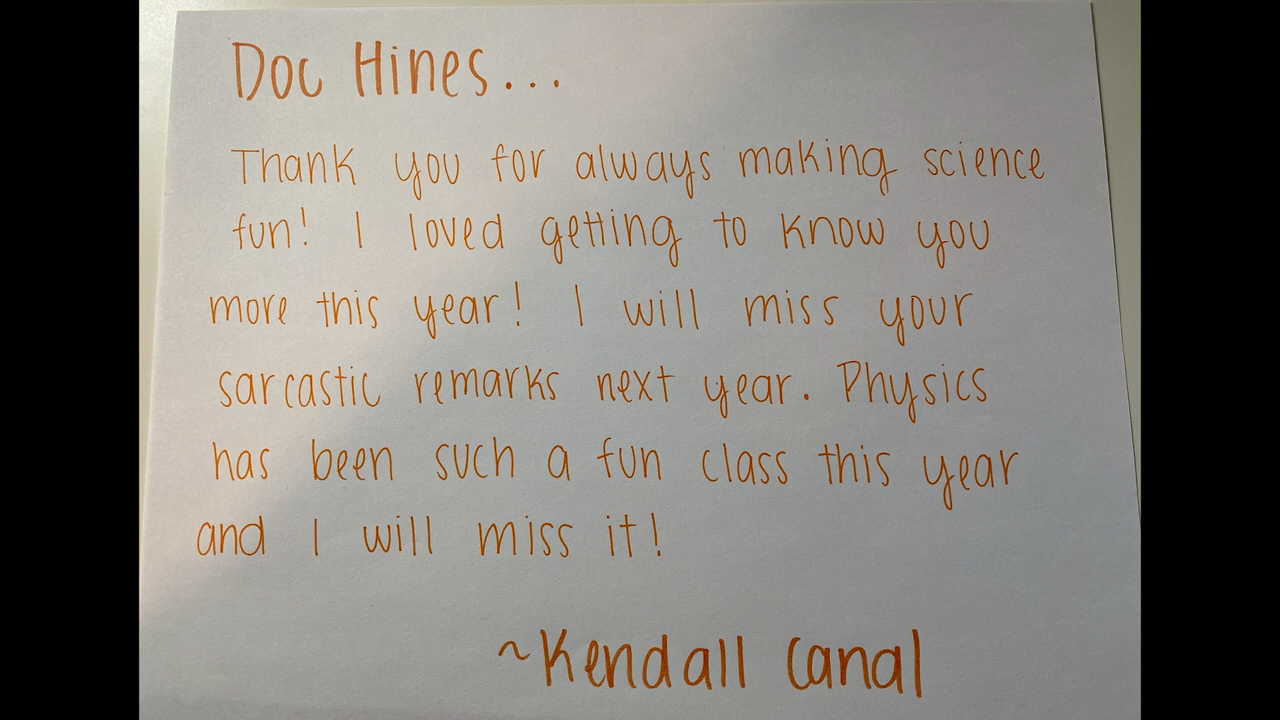 Doc Hines...
Thank you for always making science
fun! I loved getting to know you
more this year! I will miss your
sarcastic remarks next year. Physics
has been such a fun class this year
and I will miss it!
~Kendall Canal